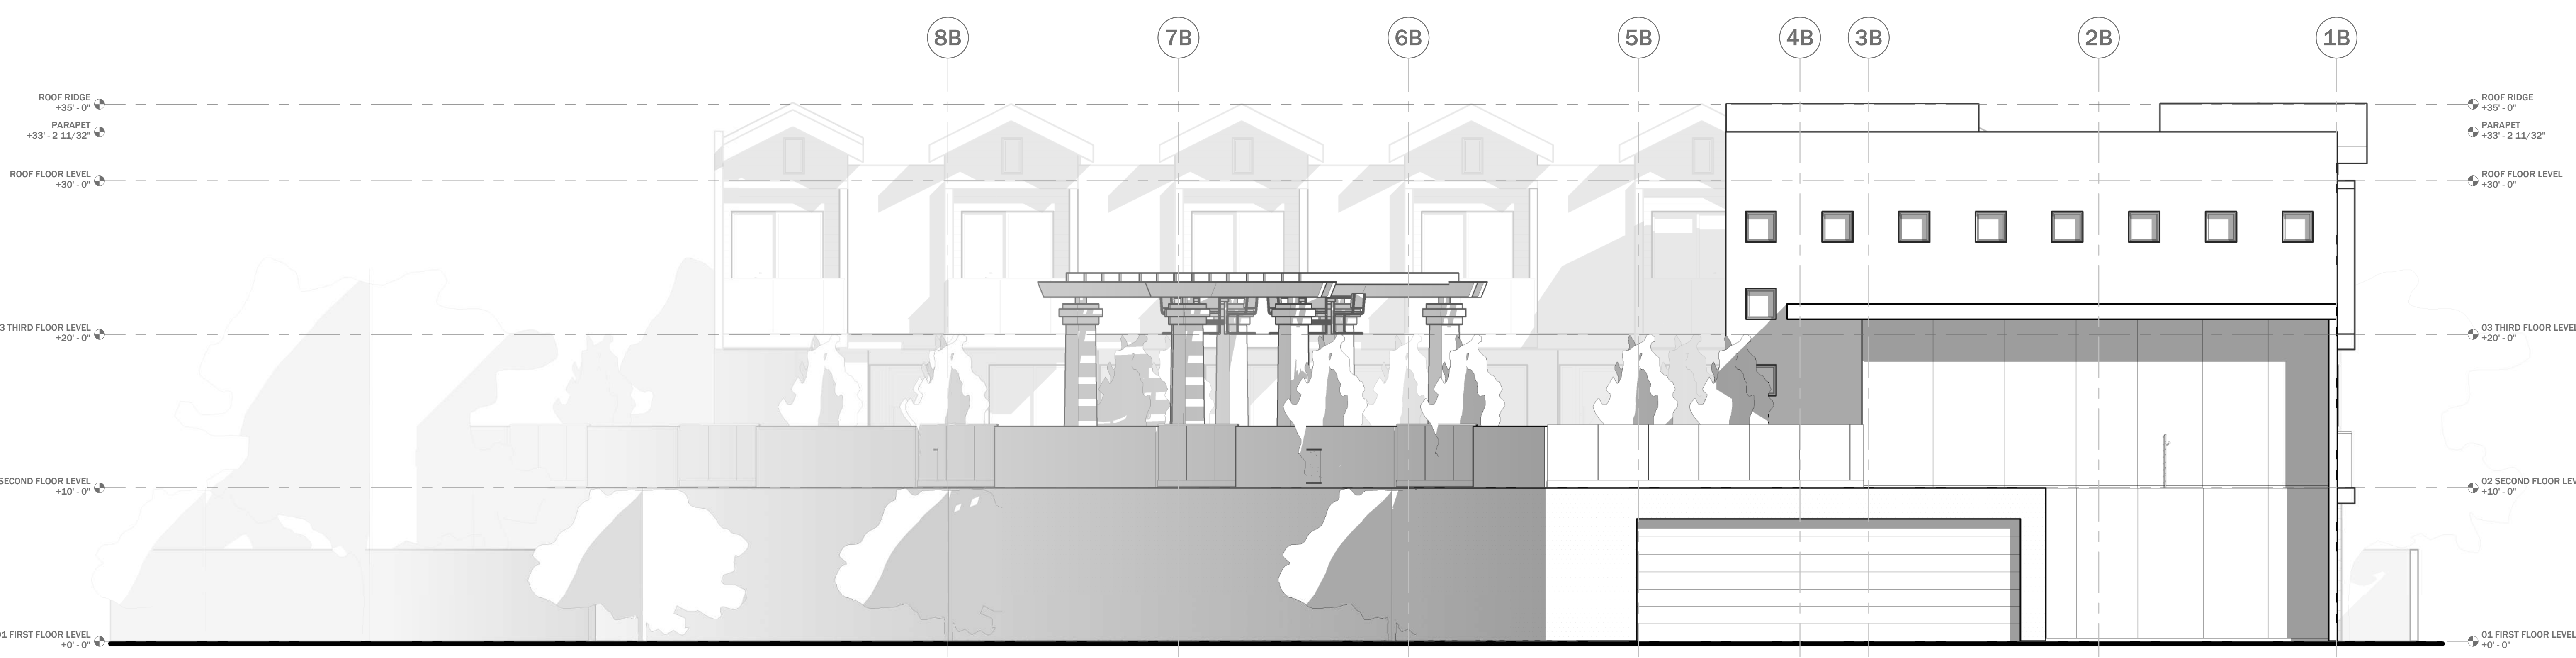 8B 7B 6B 5B 4B 3B 2B 1B
ROOF RIDGE
+35' - 0"
PARAPET
+33' - 2 11/32"
ROOF FLOOR LEVEL
+30' - 0"
3 THIRD FLOOR LEVEL
+20' - 0"
SECOND FLOOR LEVEL
+10' - 0"
01 FIRST FLOOR LEVEL
+0' - 0"
ROOF RIDGE
+35' - 0"
PARAPET
+33' - 2 11/32"
ROOF FLOOR LEVEL
+30' - 0"
03 THIRD FLOOR LEVEL
+20' - 0"
02 SECOND FLOOR LEV
+10' - 0"
01 FIRST FLOOR LEVEL
+0' - 0"